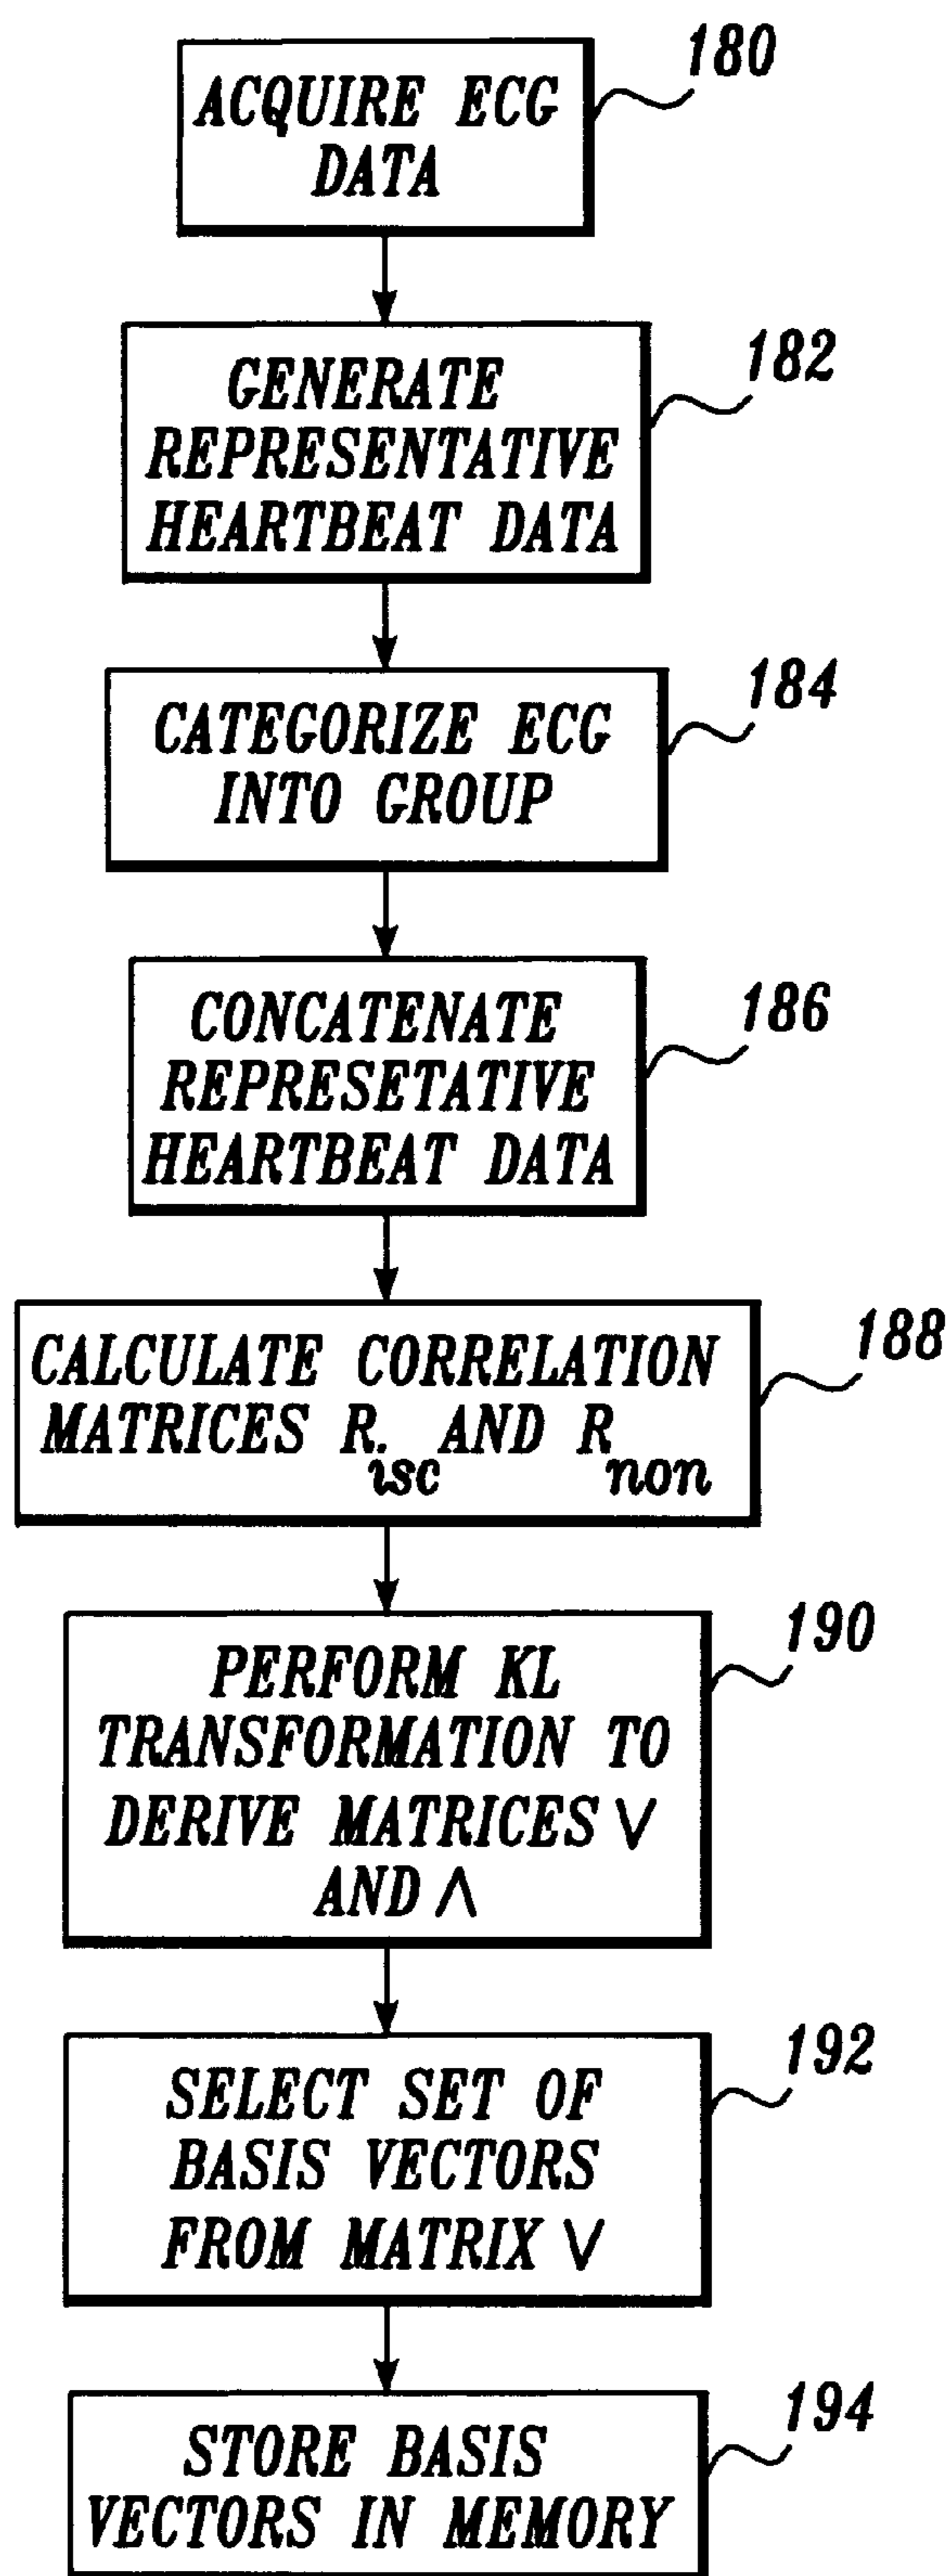 180
ACQUIRE ECG
DATA
182
GENERATE
REPRESENTATIVE
HEARTBEAT DATA
184
CATEGORIZE ECG
INTO GROUP
186
CONCATENATE
REPRESETATIVE
HEARTBEAT DATA
188
CALCULATE CORRELATION
MATRICES R isc AND R non
190
PERFORM KL
TRANSFORMATION TO
DERIVE MATRICES V
AND Λ
192
SELECT SET OF
BASIS VECTORS
FROM MATRIX V
194
STORE BASIS
VECTORS IN MEMORY